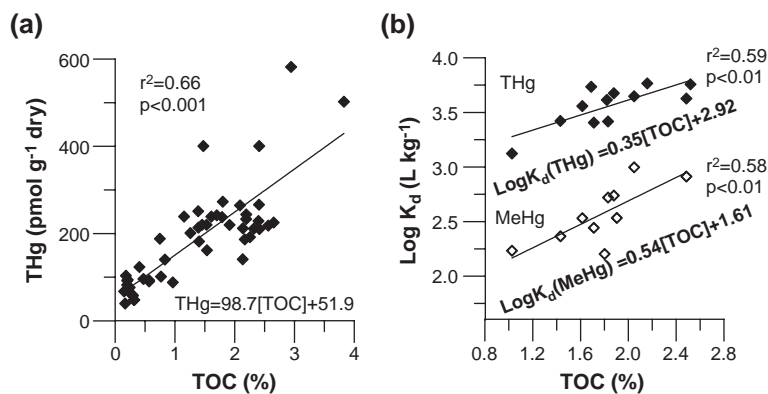 (a)
600
400
200
0
THg (pmol g⁻¹ dry)
r²=0.66
p<0.001
THg=98.7[TOC]+51.9
0 1 2 3 4
TOC (%)
(b)
4.0
3.5
3.0
2.5
2.0
Log K_d (L kg⁻¹)
THg
r²=0.59
p<0.01
LogK_d(THg) =0.35[TOC]+2.92
r²=0.58
p<0.01
MeHg
LogK_d(MeHg) =0.54[TOC]+1.61
0.8 1.2 1.6 2.0 2.4 2.8
TOC (%)